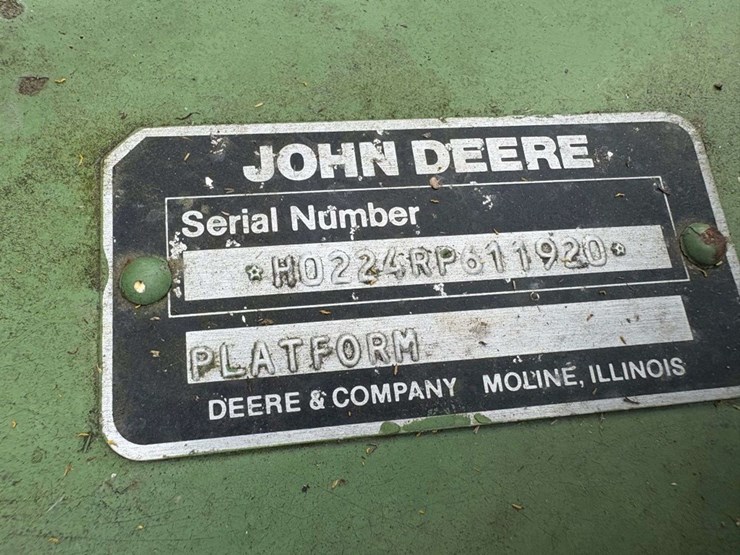 JOHN DEERE
Serial Number
*H0224RP611920*
PLATFORM
DEERE & COMPANY MOLINE, ILLINOIS